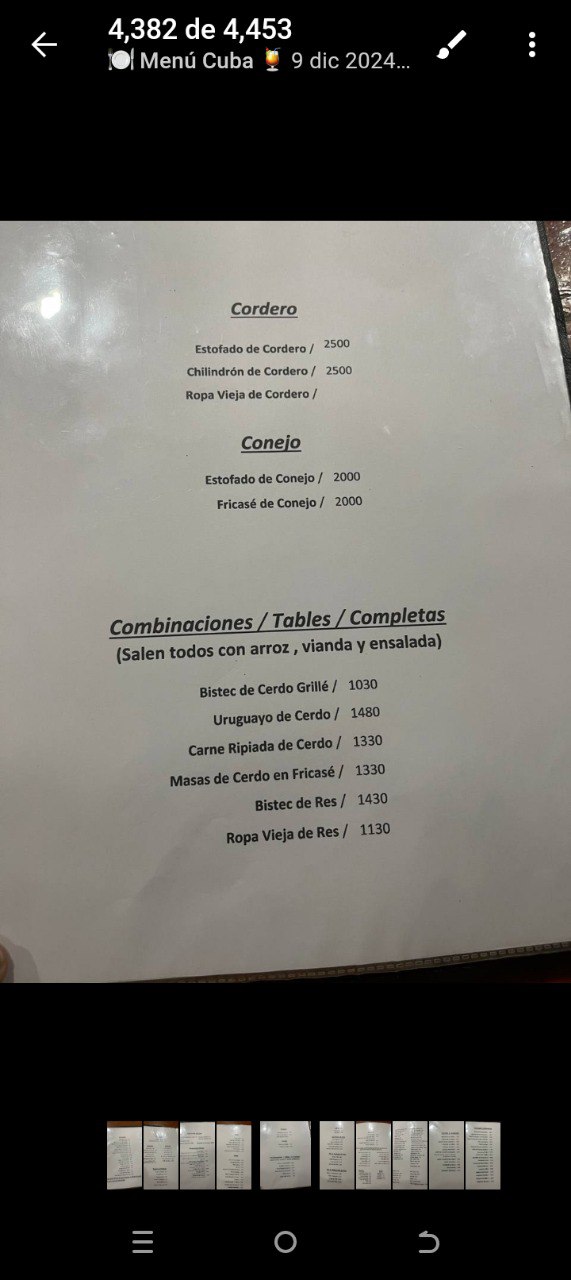 4,382 de 4,453
🍽 Menú Cuba 🍹 9 dic 2024...
Cordero
Estofado de Cordero / 2500
Chilindrón de Cordero / 2500
Ropa Vieja de Cordero /
Conejo
Estofado de Conejo / 2000
Fricasé de Conejo / 2000
Combinaciones / Tables / Completas
(Salen todos con arroz , vianda y ensalada)
Bistec de Cerdo Grillé / 1030
Uruguayo de Cerdo / 1480
Carne Ripiada de Cerdo / 1330
Masas de Cerdo en Fricasé / 1330
Bistec de Res / 1430
Ropa Vieja de Res / 1130